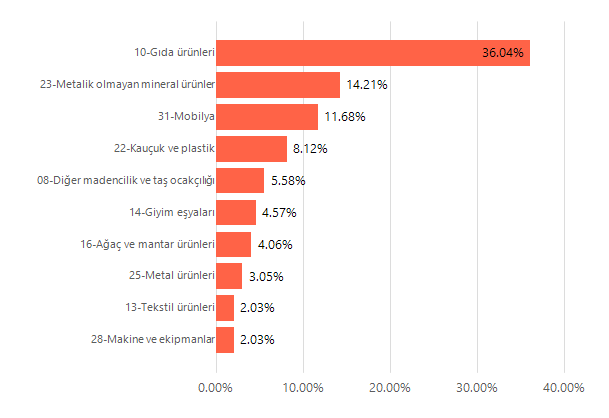 10-Gıda ürünleri 36.04%
23-Metalik olmayan mineral ürünler 14.21%
31-Mobilya 11.68%
22-Kauçuk ve plastik 8.12%
08-Diğer madencilik ve taş ocakçılığı 5.58%
14-Giyim eşyaları 4.57%
16-Ağaç ve mantar ürünleri 4.06%
25-Metal ürünleri 3.05%
13-Tekstil ürünleri 2.03%
28-Makine ve ekipmanlar 2.03%
0.00% 10.00% 20.00% 30.00% 40.00%